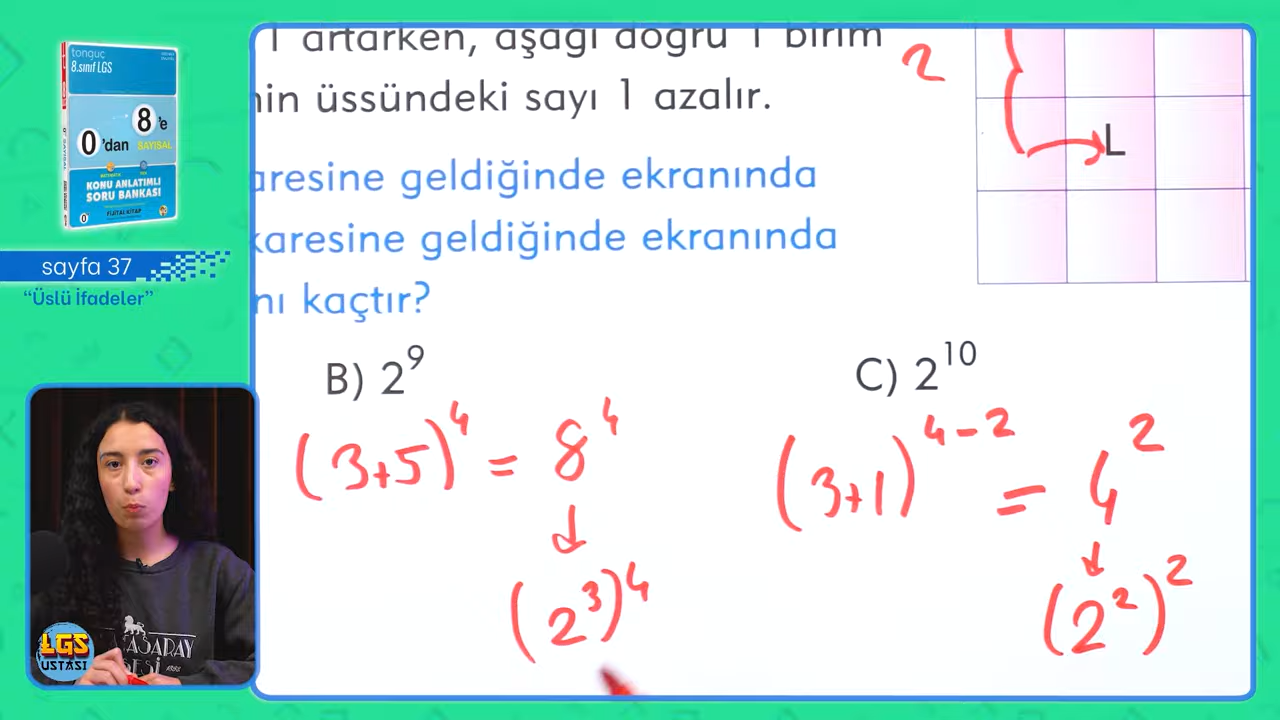 tonguç
8.sınıf LGS
0'dan 8'e
SAYISAL
MATEMATİK
KONU ANLATIMLI
SORU BANKASI
sayfa 37
“Üslü İfadeler”
1 artarken, aşağı doğru 1 birim
nin üssündeki sayı 1 azalır.
aresine geldiğinde ekranında
karesine geldiğinde ekranında
nı kaçtır?
2
L
B) 2⁹
C) 2¹⁰
(3+5)⁴ = 8⁴
(3+1)⁴⁻² = 4²
↓
↓
(2³)⁴
(2²)²
LGS
USTASI